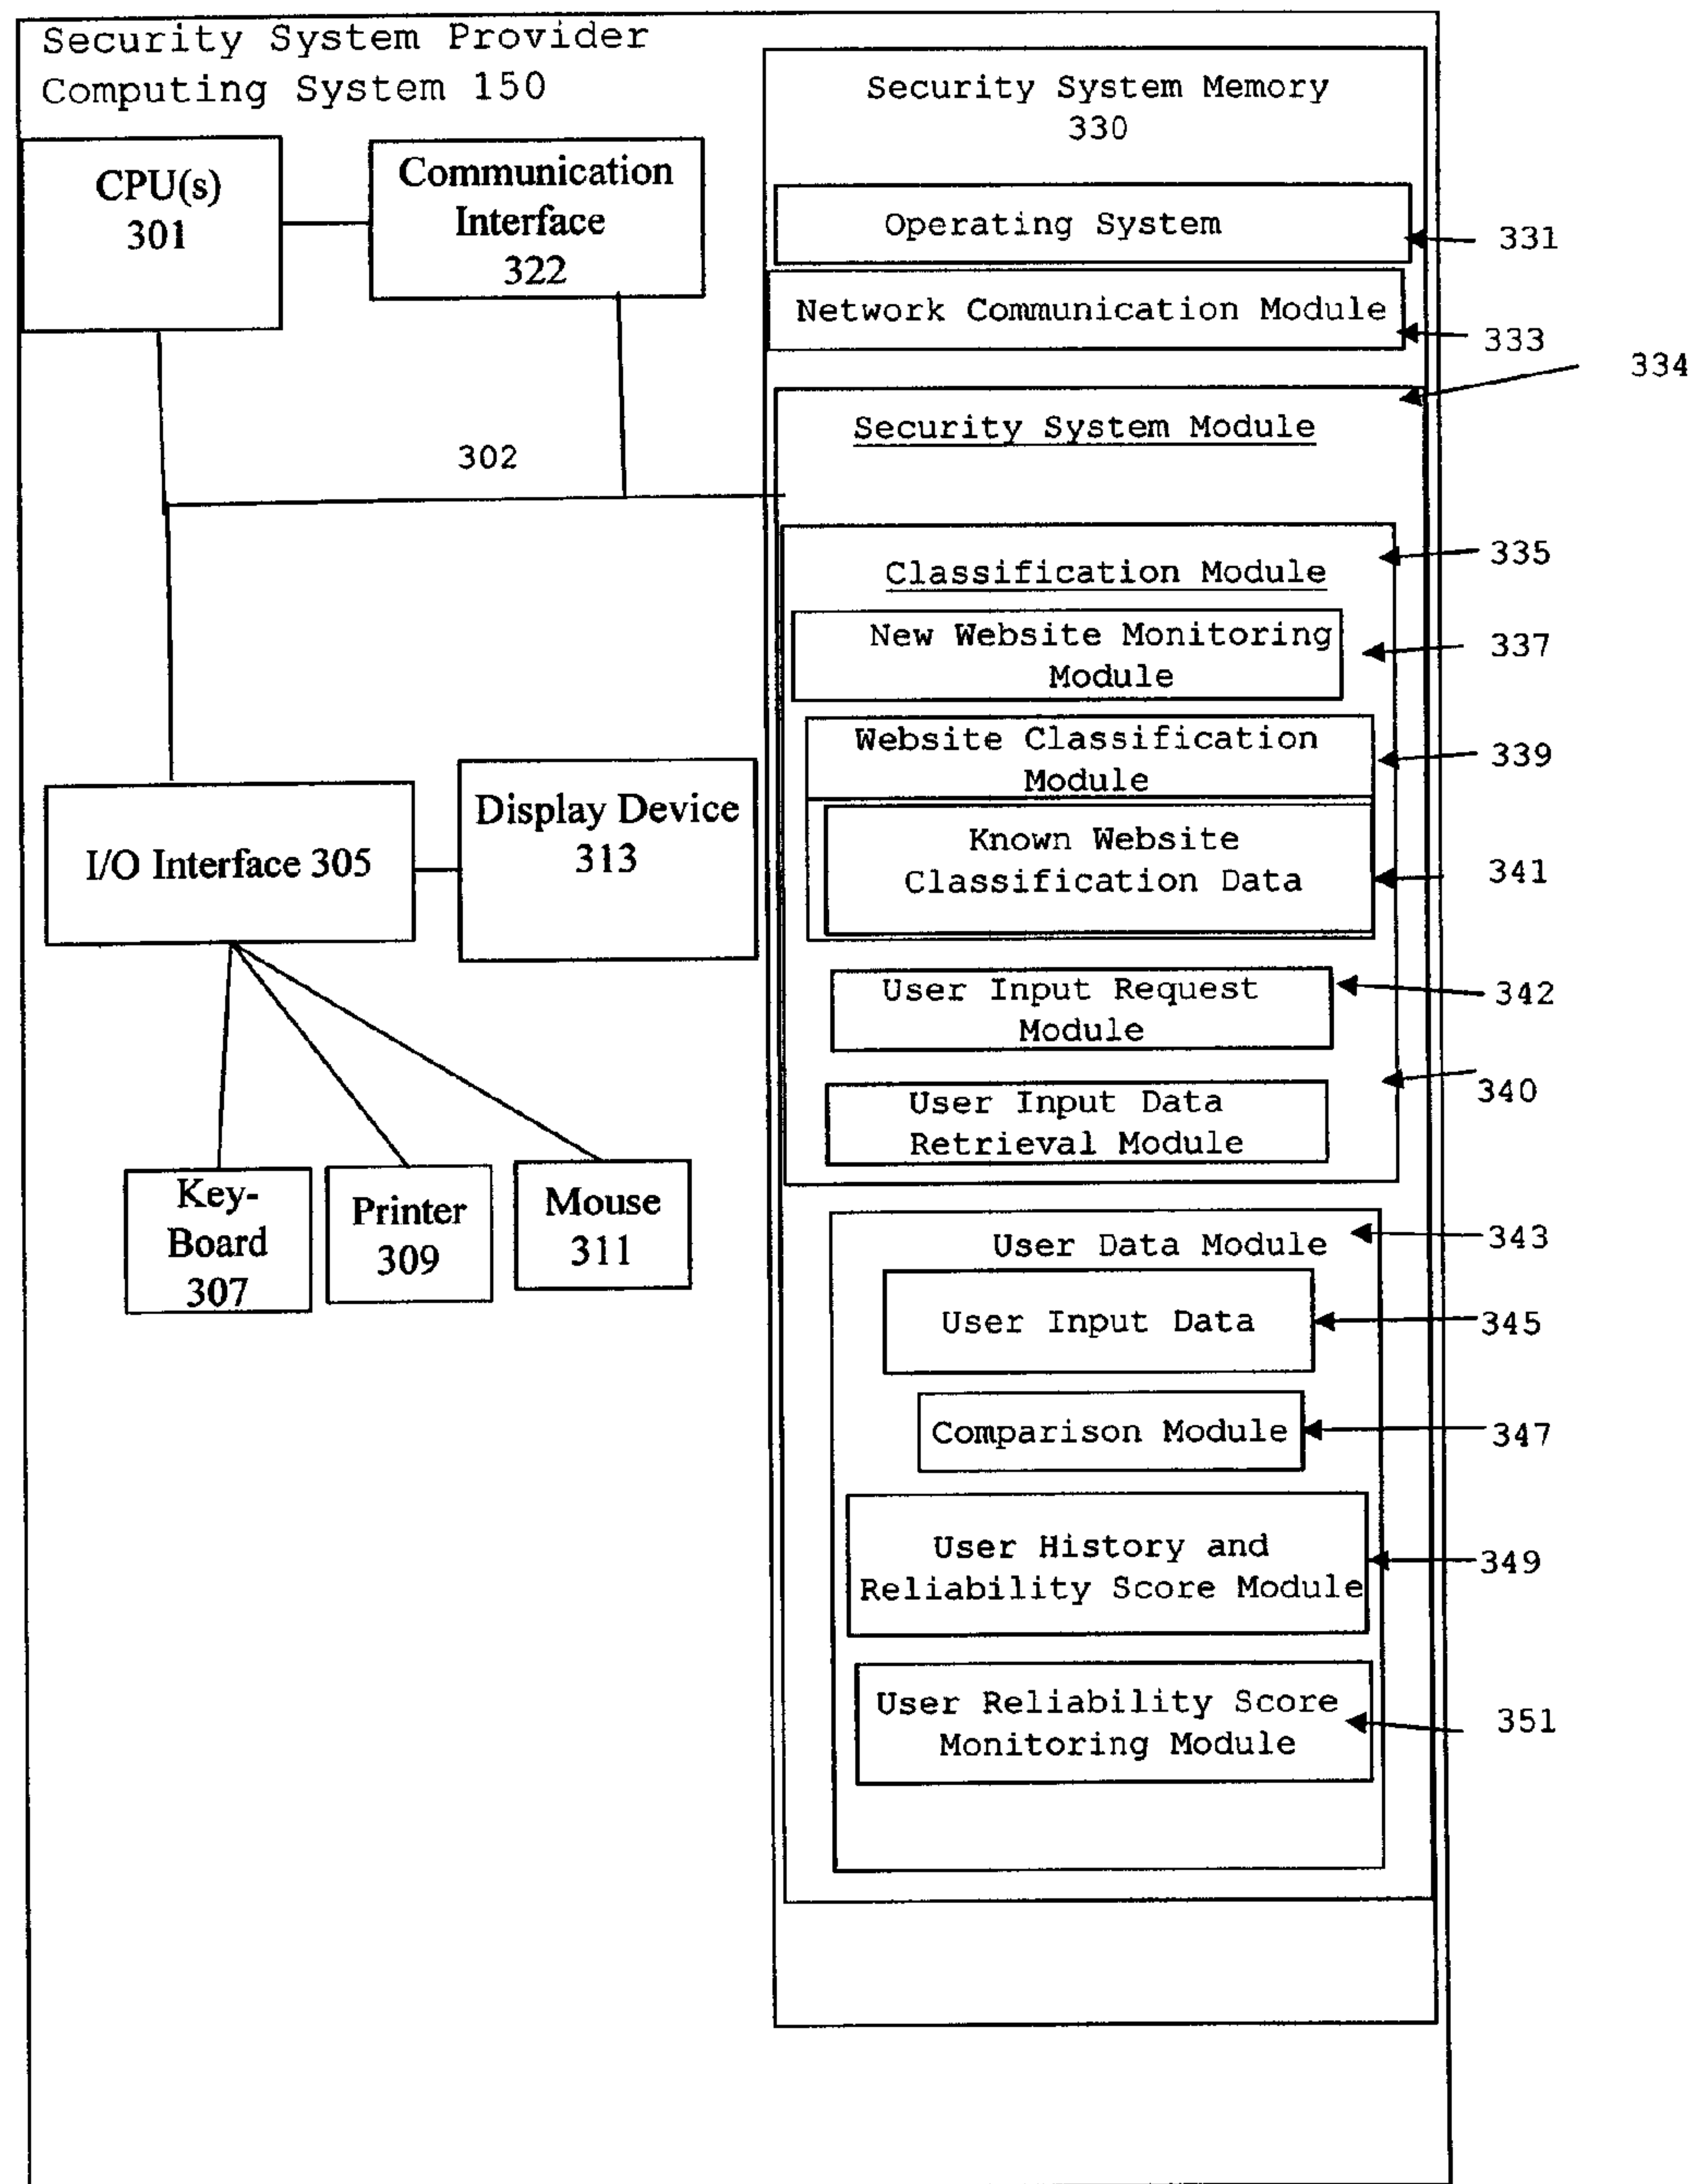 Security System Provider
Computing System 150
CPU(s)
301
Communication
Interface
322
302
I/O Interface 305
Display Device
313
Key-
Board
307
Printer
309
Mouse
311
Security System Memory
330
Operating System
331
Network Communication Module
333
334
Security System Module
335
Classification Module
New Website Monitoring
Module
337
Website Classification
Module
339
Known Website
Classification Data
341
User Input Request
Module
342
340
User Input Data
Retrieval Module
User Data Module
343
User Input Data
345
Comparison Module
347
User History and
Reliability Score Module
349
User Reliability Score
Monitoring Module
351